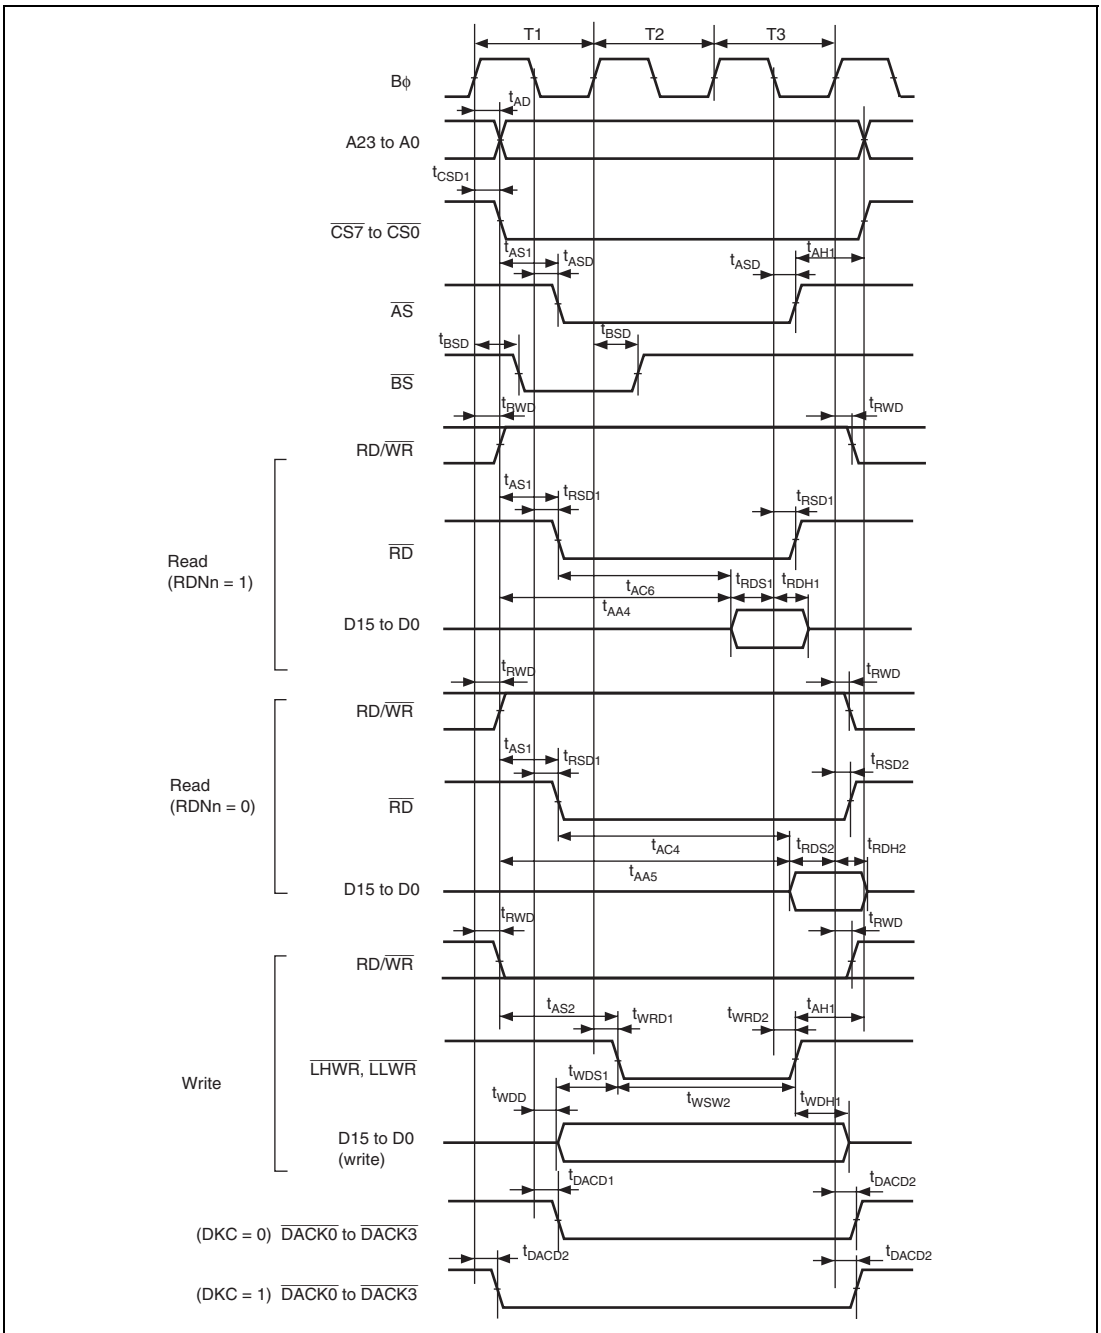 T1 T2 T3
Bϕ
tAD
A23 to A0
tCSD1
CS7 to CS0
tAS1 tASD tASD tAH1
AS
tBSD tBSD
BS
tRWD tRWD
RD/WR
tAS1 tRSD1 tRSD1
RD
Read
(RDNn = 1)
tAC6 tRDS1 tRDH1
tAA4
D15 to D0
tRWD tRWD
RD/WR
tAS1 tRSD1 tRSD2
Read
(RDNn = 0)
RD
tAC4 tRDS2 tRDH2
tAA5
D15 to D0
tRWD tRWD
RD/WR
tAS2 tWRD1 tWRD2 tAH1
LHWR, LLWR
Write
tWDD tWDS1 tWSW2 tWDH1
D15 to D0
(write)
tDACD1 tDACD2
(DKC = 0) DACK0 to DACK3
tDACD2 tDACD2
(DKC = 1) DACK0 to DACK3